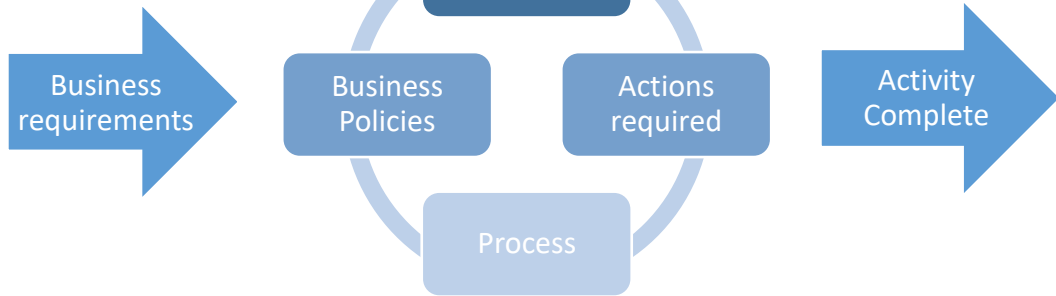 Business
requirements
Business
Policies
Actions
required
Activity
Complete
Process